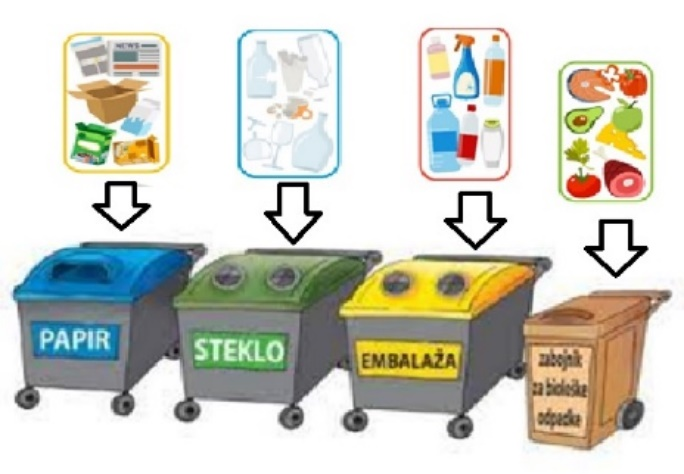 NEWS
PAPIR
STEKLO
EMBALAŽA
zabojnik
za biološke
odpadke